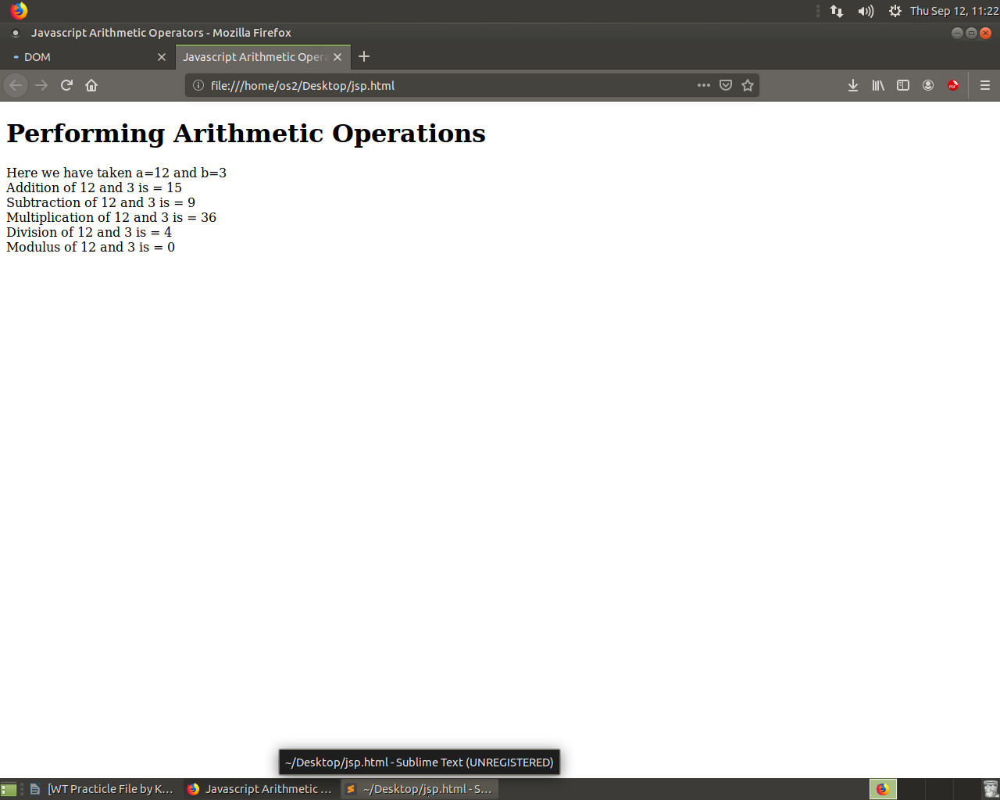 Thu Sep 12, 11:22
Javascript Arithmetic Operators - Mozilla Firefox
DOM
Javascript Arithmetic Oper
file:///home/os2/Desktop/jsp.html
PDF
Performing Arithmetic Operations
Here we have taken a=12 and b=3
Addition of 12 and 3 is = 15
Subtraction of 12 and 3 is = 9
Multiplication of 12 and 3 is = 36
Division of 12 and 3 is = 4
Modulus of 12 and 3 is = 0
~/Desktop/jsp.html - Sublime Text (UNREGISTERED)
[WT Practicle File by K...
Javascript Arithmetic ...
~/Desktop/jsp.html - S...